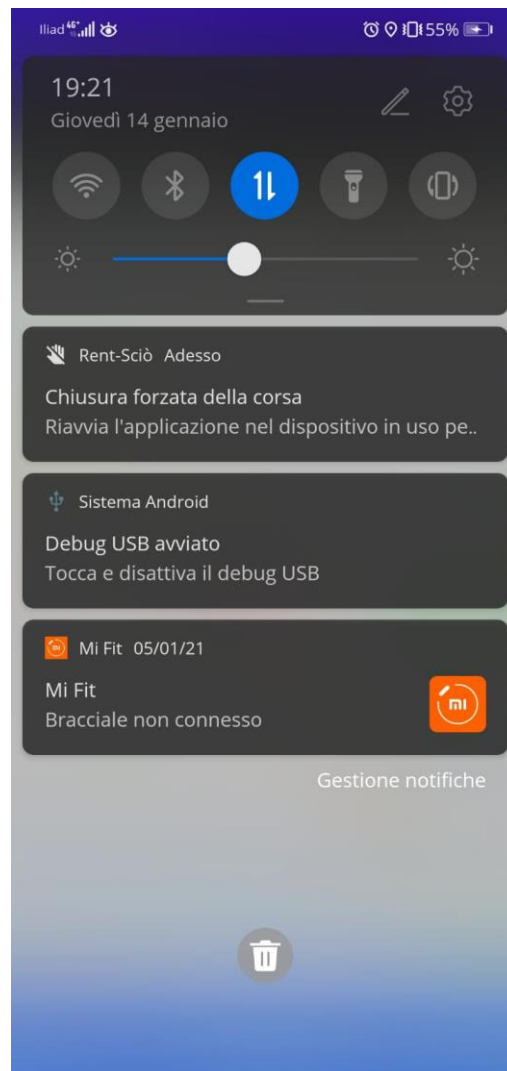 Iliad 4G+ 55%
19:21
Giovedì 14 gennaio
Rent-Sciò Adesso
Chiusura forzata della corsa
Riavvia l'applicazione nel dispositivo in uso pe..
Sistema Android
Debug USB avviato
Tocca e disattiva il debug USB
Mi Fit 05/01/21
Mi Fit
Bracciale non connesso
Gestione notifiche